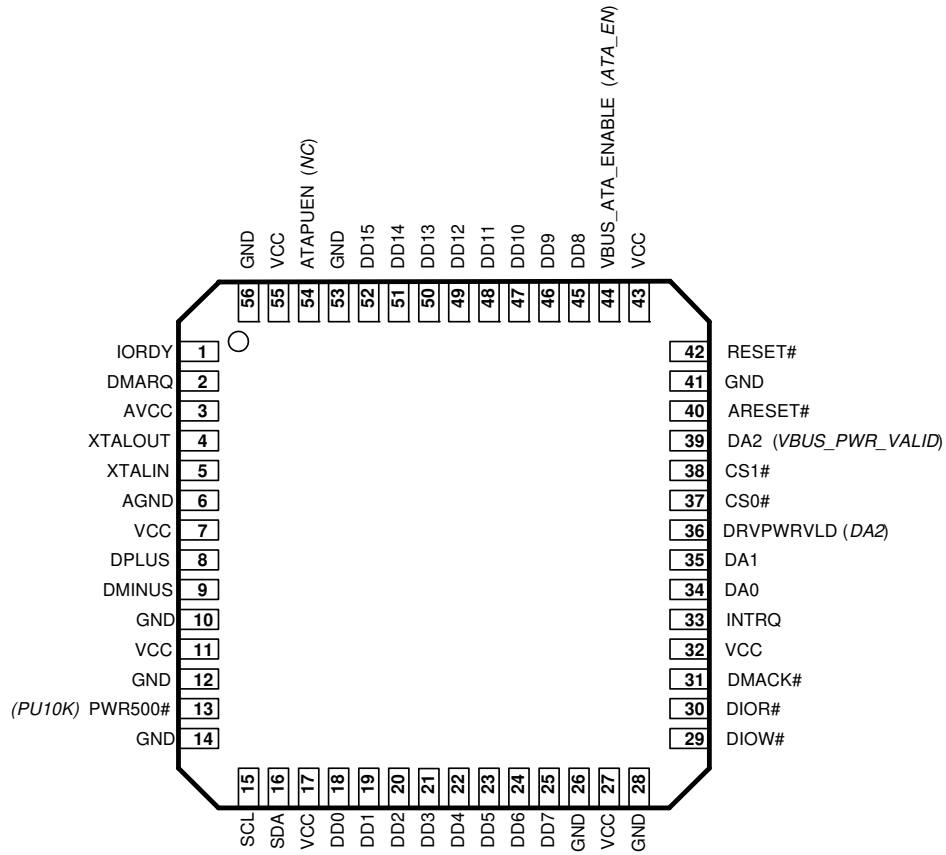 GND
VCC
ATAPUEN (NC)
GND
DD15
DD14
DD13
DD12
DD11
DD10
DD9
DD8
VBUS_ATA_ENABLE (ATA_EN)
VCC
56
55
54
53
52
51
50
49
48
47
46
45
44
43
IORDY 1
DMARQ 2
AVCC 3
XTALOUT 4
XTALIN 5
AGND 6
VCC 7
DPLUS 8
DMINUS 9
GND 10
VCC 11
GND 12
(PU10K) PWR500# 13
GND 14
42 RESET#
41 GND
40 ARESET#
39 DA2 (VBUS_PWR_VALID)
38 CS1#
37 CS0#
36 DRVPWRVLD (DA2)
35 DA1
34 DA0
33 INTRQ
32 VCC
31 DMACK#
30 DIOR#
29 DIOW#
15
16
17
18
19
20
21
22
23
24
25
26
27
28
SCL
SDA
VCC
DD0
DD1
DD2
DD3
DD4
DD5
DD6
DD7
GND
VCC
GND